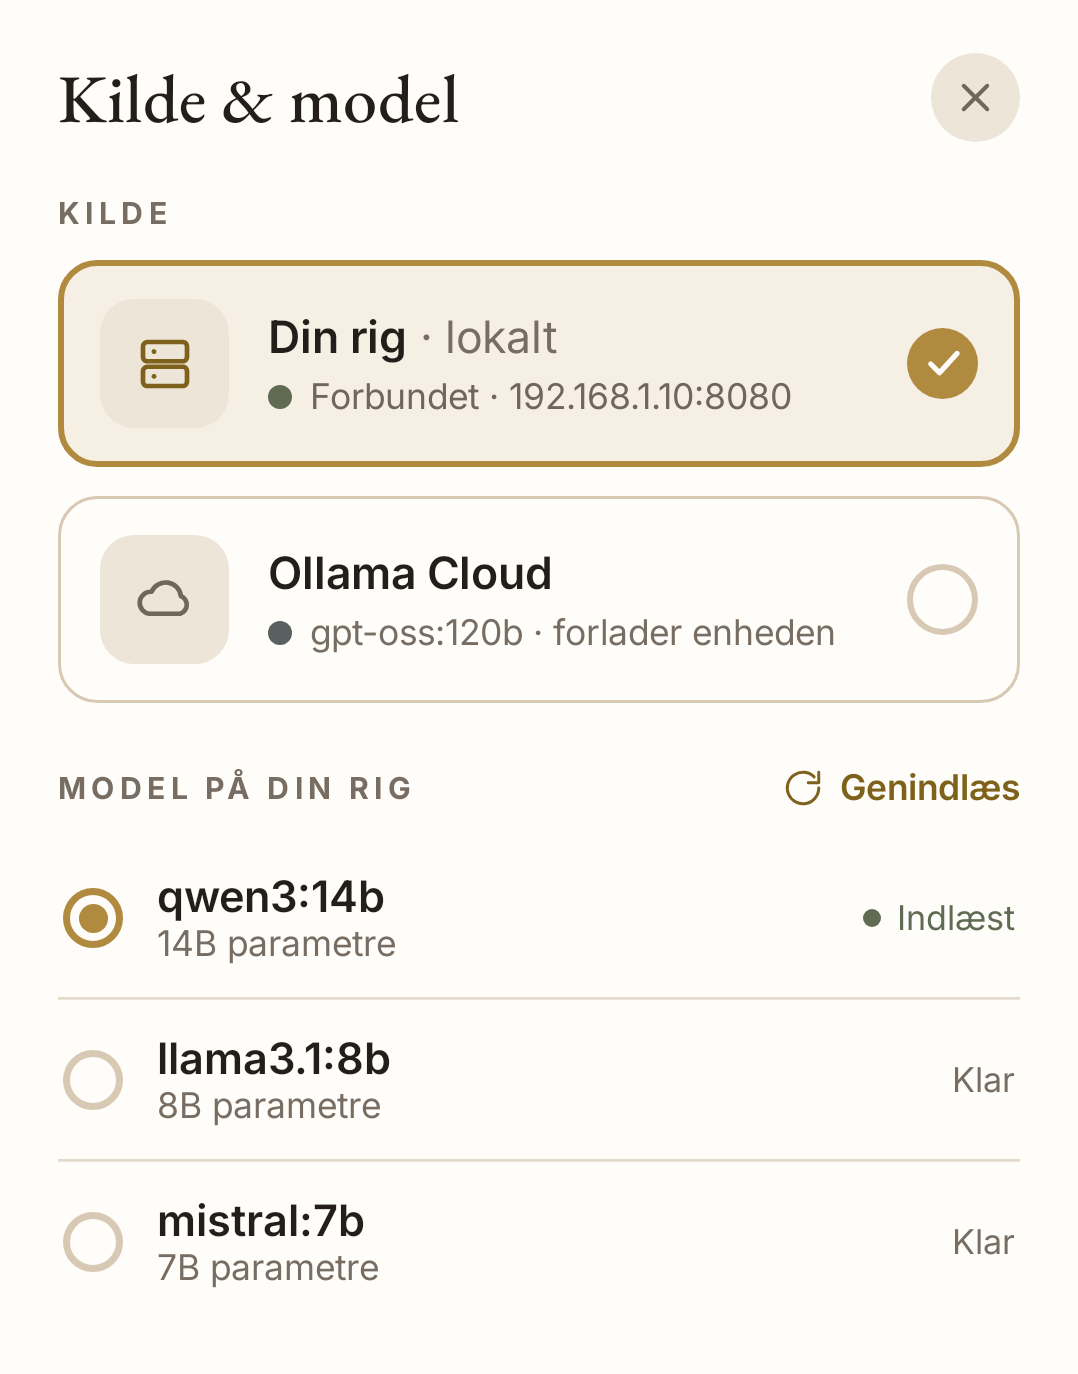 Kilde & model
KILDE
Din rig · lokalt
Forbundet · 192.168.1.10:8080
Ollama Cloud
gpt-oss:120b · forlader enheden
MODEL PÅ DIN RIG
Genindlæs
qwen3:14b
14B parametre
Indlæst
llama3.1:8b
8B parametre
Klar
mistral:7b
7B parametre
Klar